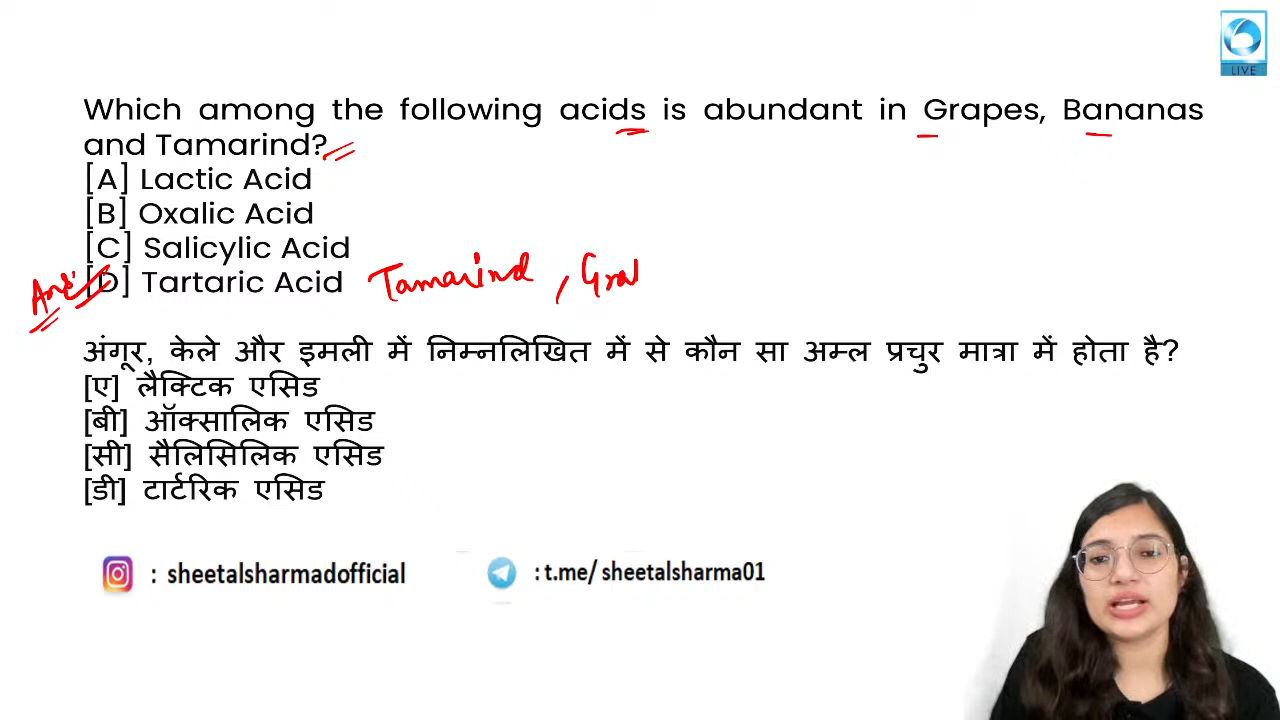 LIVE
Which among the following acids is abundant in Grapes, Bananas
and Tamarind?
[A] Lactic Acid
[B] Oxalic Acid
[C] Salicylic Acid
Ans: [D] Tartaric Acid Tamarind , Gra
अंगूर, केले और इमली में निम्नलिखित में से कौन सा अम्ल प्रचुर मात्रा में होता है?
[ए] लैक्टिक एसिड
[बी] ऑक्सालिक एसिड
[सी] सैलिसिलिक एसिड
[डी] टार्टरिक एसिड
: sheetalsharmadofficial : t.me/ sheetalsharma01